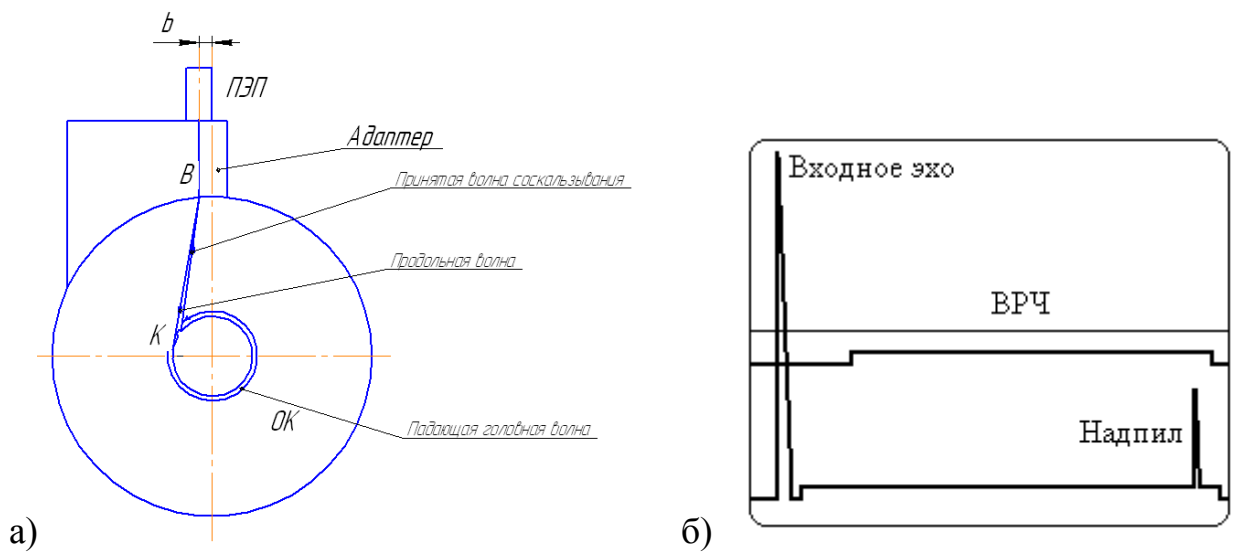 b
ПЭП
Адаптер
В
Принятая волна соскальзывания
Продольная волна
К
ОК
Падающая головная волна
а)
Входное эхо
ВРЧ
Надпил
б)